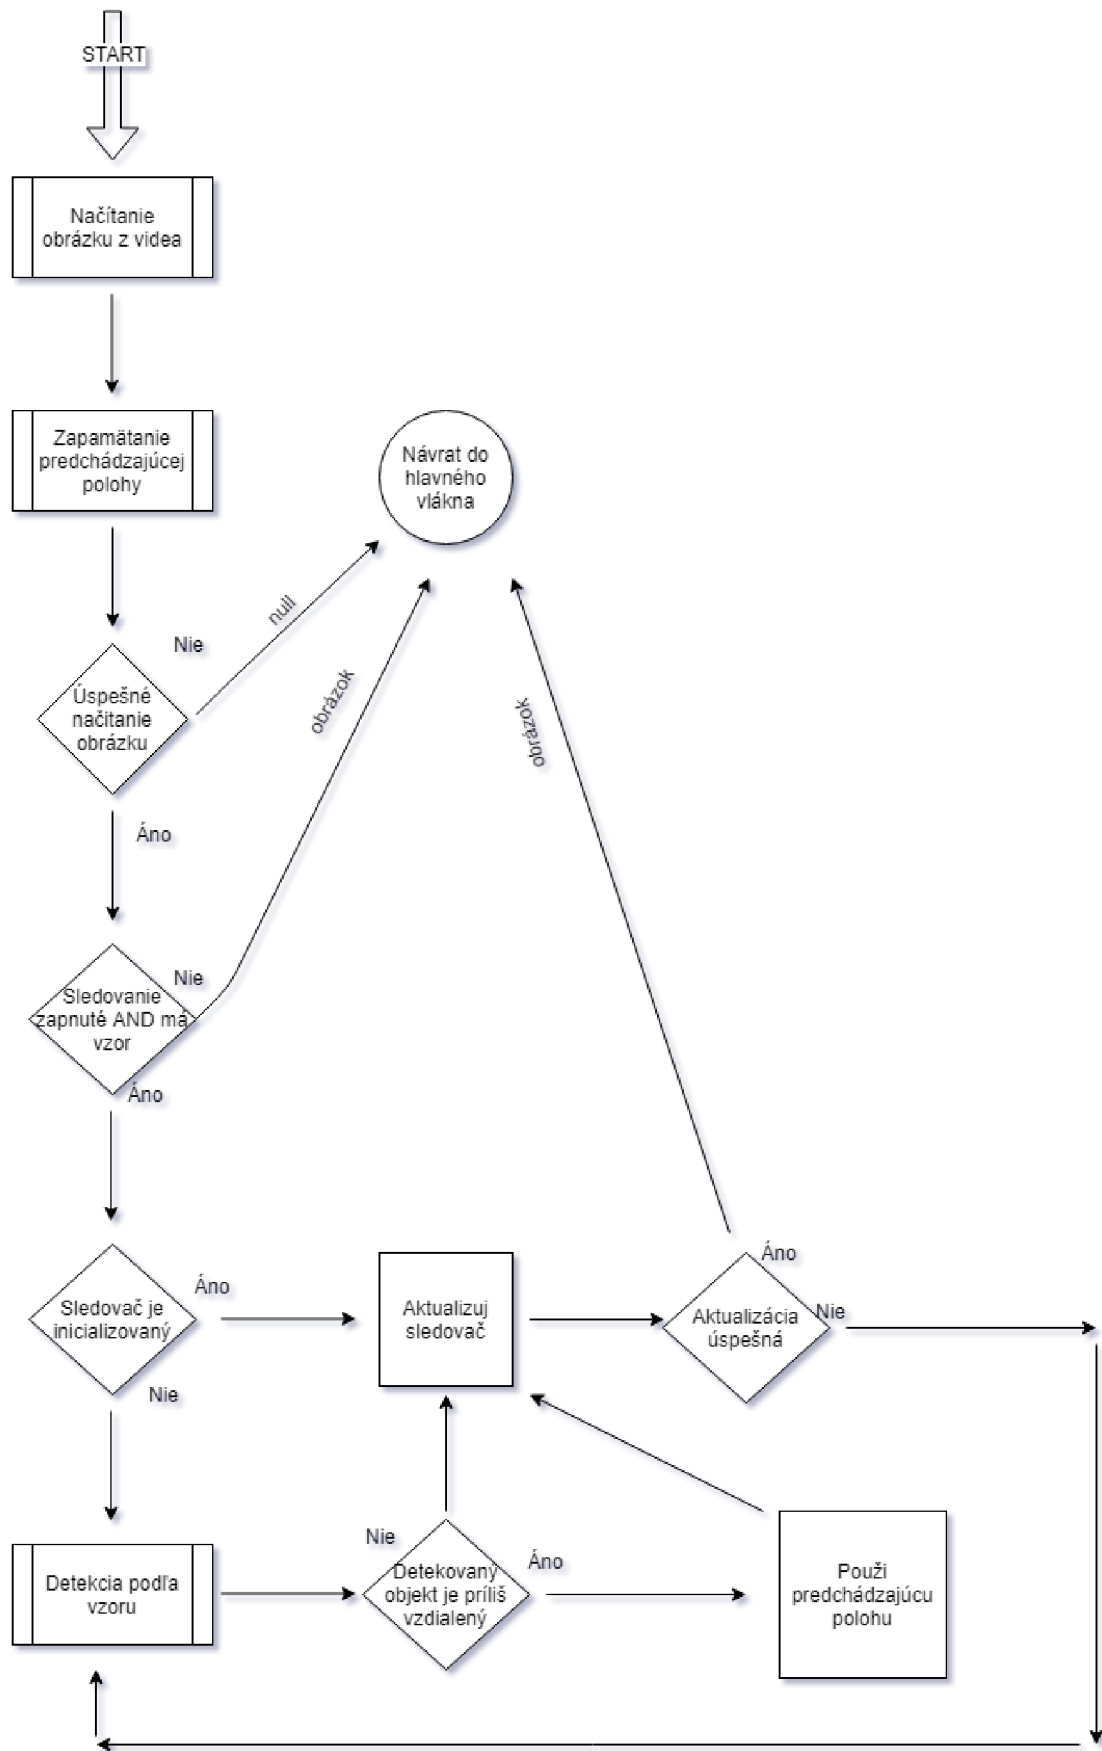 START
Načítanie
obrázku z videa
Zapamätanie
predchádzajúcej
polohy
Návrat do
hlavného
vlákna
Nie
null
Úspešné
načitanie
obrázku
obrázok
obrázok
Áno
Nie
Sledovanie
zapnuté AND má
vzor
Áno
Sledovač je
inicializovaný
Áno
Aktualizuj
sledovač
Áno
Aktualizácia
úspešná
Nie
Nie
Detekcia podľa
vzoru
Nie
Detekovaný
objekt je príliš
vzdialený
Áno
Použi
predchádzajúcu
polohu